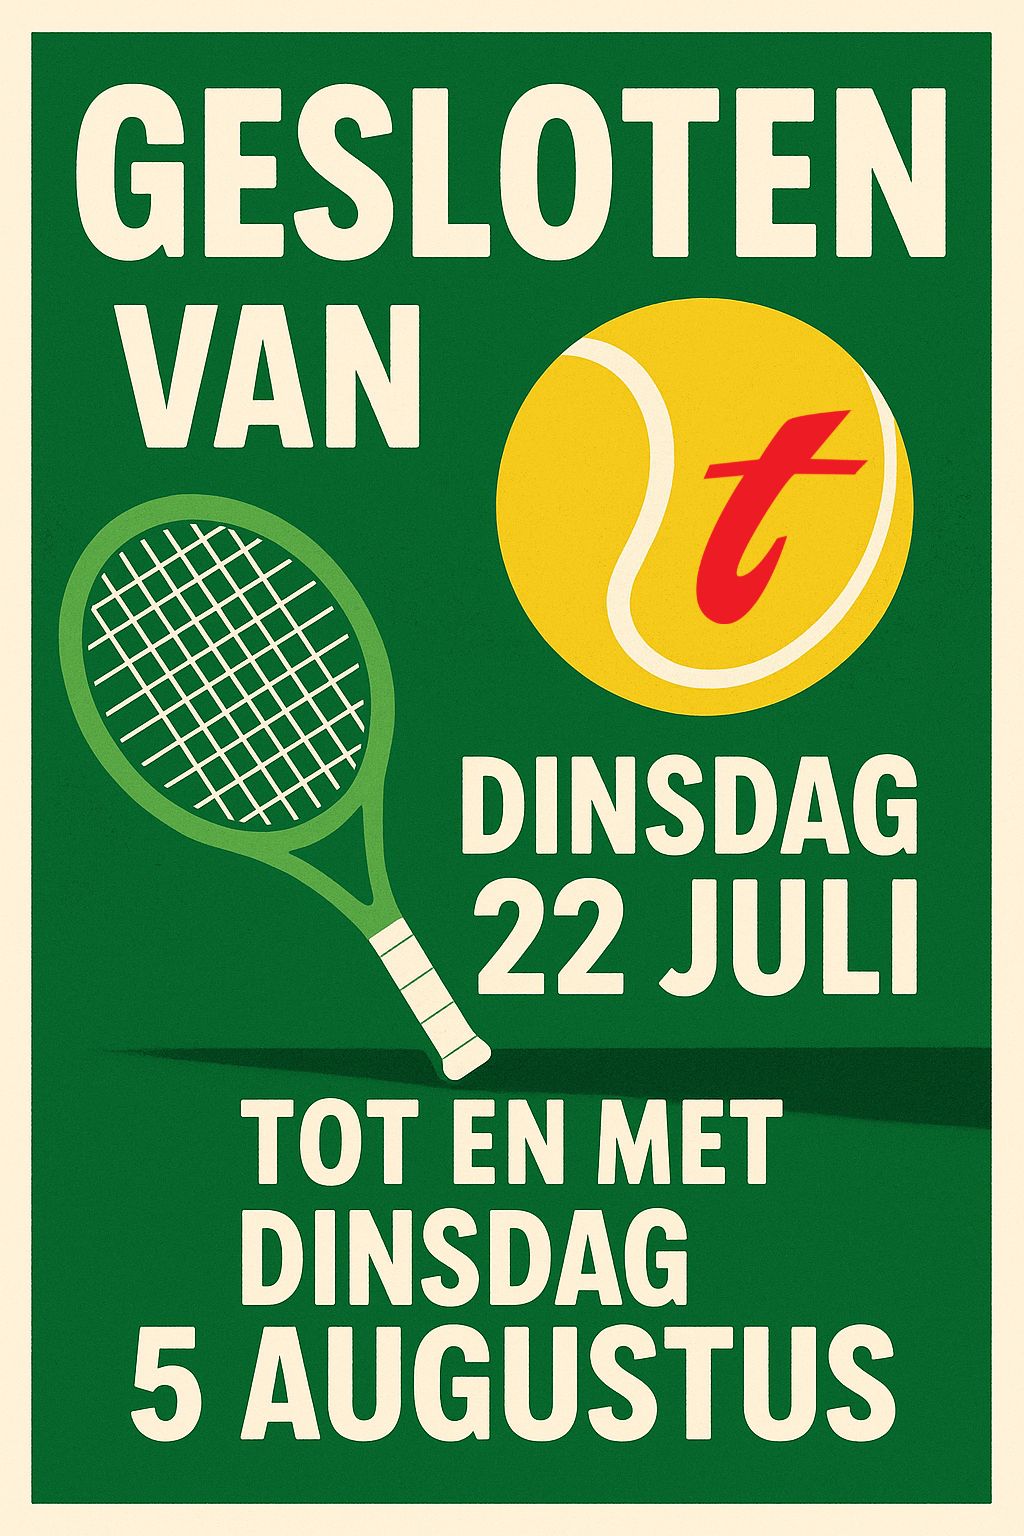 GESLOTEN
VAN
t
DINSDAG
22 JULI
TOT EN MET
DINSDAG
5 AUGUSTUS